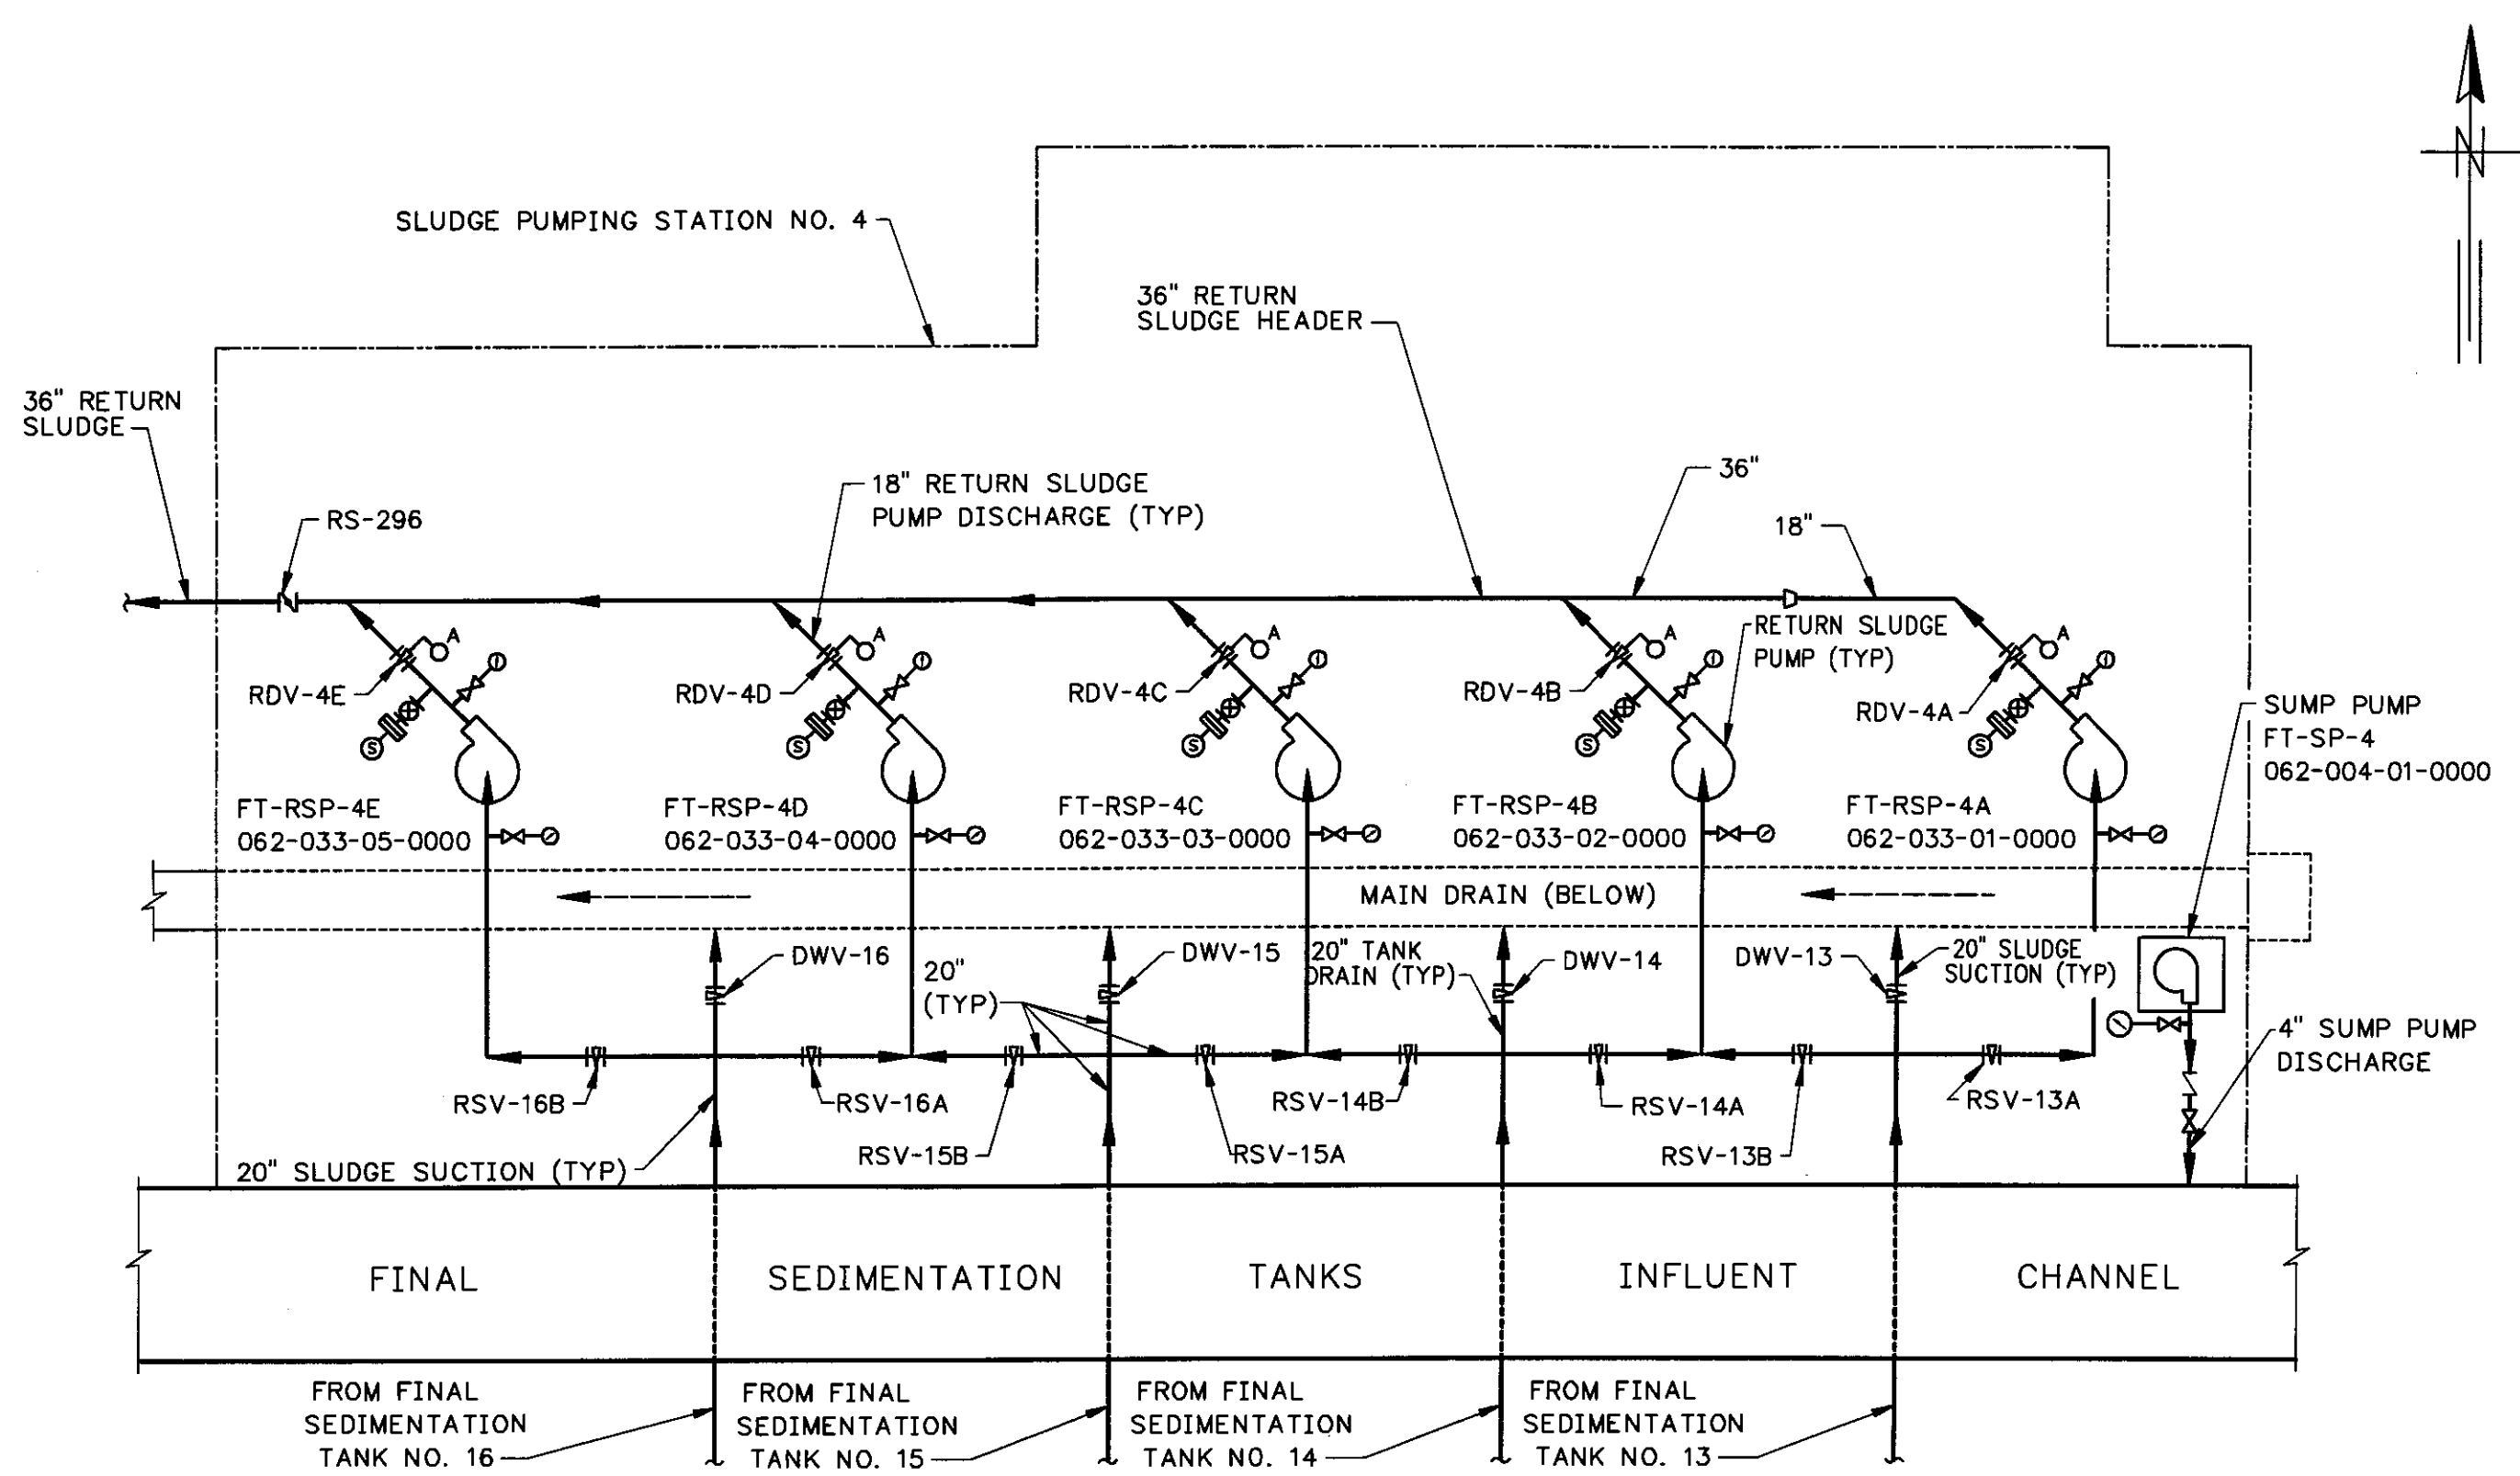 N
SLUDGE PUMPING STATION NO. 4
36" RETURN
SLUDGE HEADER
36" RETURN
SLUDGE
18" RETURN SLUDGE
PUMP DISCHARGE (TYP)
36"
RS-296
18"
A
A
A
A
A
RETURN SLUDGE
PUMP (TYP)
RDV-4E
RDV-4D
RDV-4C
RDV-4B
RDV-4A
S
S
S
S
S
SUMP PUMP
FT-SP-4
062-004-01-0000
FT-RSP-4E
062-033-05-0000
FT-RSP-4D
062-033-04-0000
FT-RSP-4C
062-033-03-0000
FT-RSP-4B
062-033-02-0000
FT-RSP-4A
062-033-01-0000
MAIN DRAIN (BELOW)
DWV-16
20"
(TYP)
DWV-15
20" TANK
DRAIN (TYP)
DWV-14
DWV-13
20" SLUDGE
SUCTION (TYP)
4" SUMP PUMP
DISCHARGE
RSV-16B
RSV-16A
RSV-15B
RSV-15A
RSV-14B
RSV-14A
RSV-13B
RSV-13A
20" SLUDGE SUCTION (TYP)
FINAL SEDIMENTATION TANKS INFLUENT CHANNEL
FROM FINAL
SEDIMENTATION
TANK NO. 16
FROM FINAL
SEDIMENTATION
TANK NO. 15
FROM FINAL
SEDIMENTATION
TANK NO. 14
FROM FINAL
SEDIMENTATION
TANK NO. 13